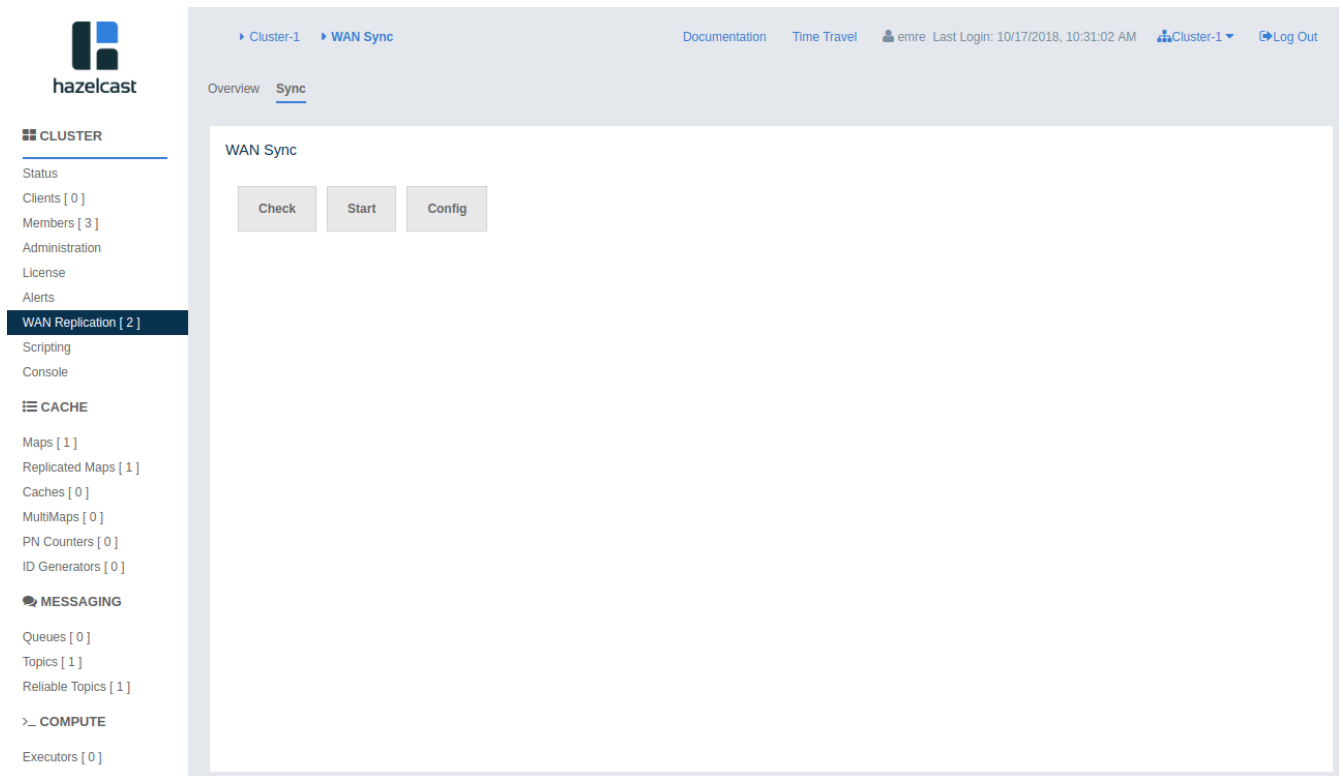 hazelcast
Cluster-1 WAN Sync Documentation Time Travel emre Last Login: 10/17/2018, 10:31:02 AM Cluster-1 Log Out
Overview Sync
CLUSTER
Status
Clients [ 0 ]
Members [ 3 ]
Administration
License
Alerts
WAN Replication [ 2 ]
Scripting
Console
CACHE
Maps [ 1 ]
Replicated Maps [ 1 ]
Caches [ 0 ]
MultiMaps [ 0 ]
PN Counters [ 0 ]
ID Generators [ 0 ]
MESSAGING
Queues [ 0 ]
Topics [ 1 ]
Reliable Topics [ 1 ]
COMPUTE
Executors [ 0 ]
WAN Sync
Check Start Config